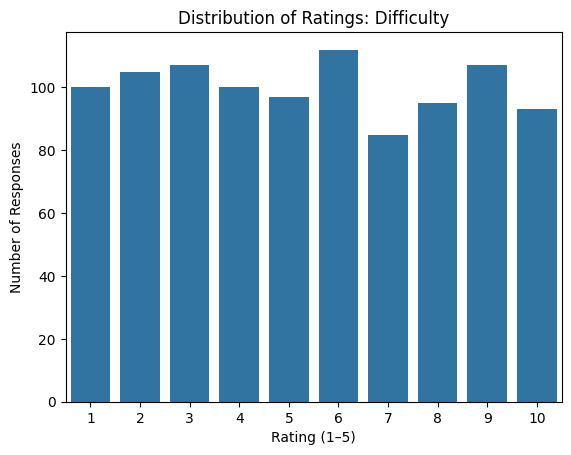 Distribution of Ratings: Difficulty
Number of Responses
100
80
60
40
20
0
1 2 3 4 5 6 7 8 9 10
Rating (1–5)